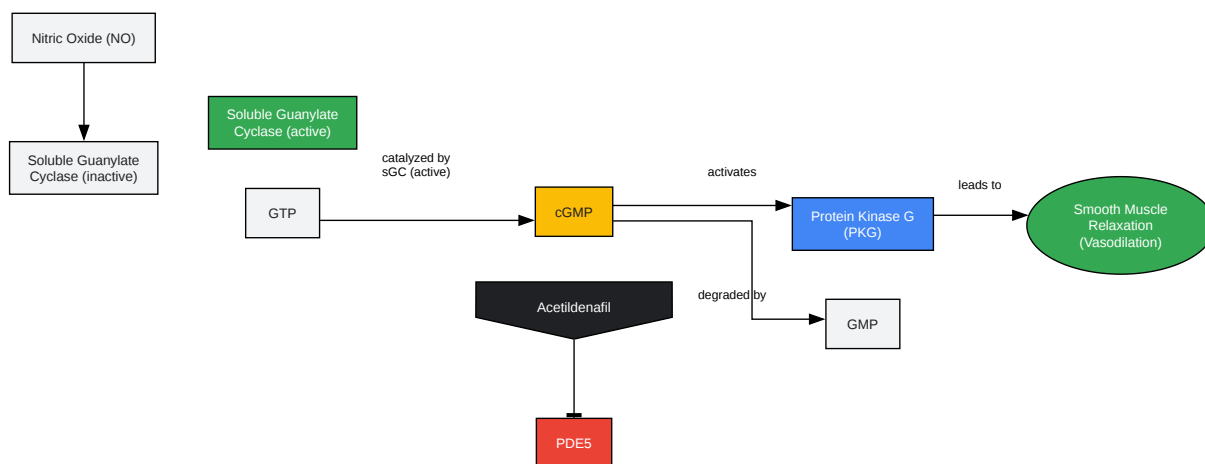 Nitric Oxide (NO)
Soluble Guanylate
Cyclase (active)
Soluble Guanylate
Cyclase (inactive)
catalyzed by
sGC (active)
activates
leads to
GTP
cGMP
Protein Kinase G
(PKG)
Smooth Muscle
Relaxation
(Vasodilation)
Acetildenafil
degraded by
GMP
PDE5